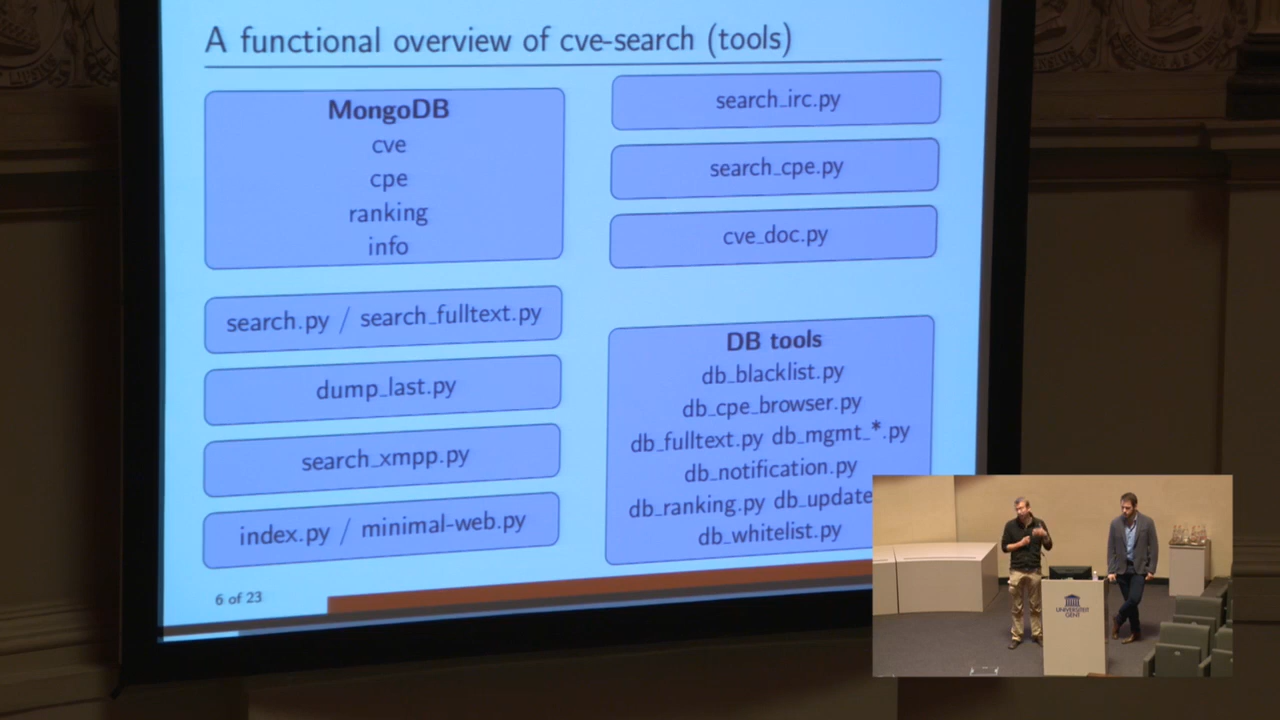 A functional overview of cve-search (tools)
MongoDB
cve
cpe
ranking
info
search.py / search_fulltext.py
dump_last.py
search_xmpp.py
index.py / minimal-web.py
search_irc.py
search_cpe.py
cve_doc.py
DB tools
db_blacklist.py
db_cpe_browser.py
db_fulltext.py db_mgmt_*.py
db_notification.py
db_ranking.py db_update
db_whitelist.py
6 of 23
UNIVERSITEIT
GENT